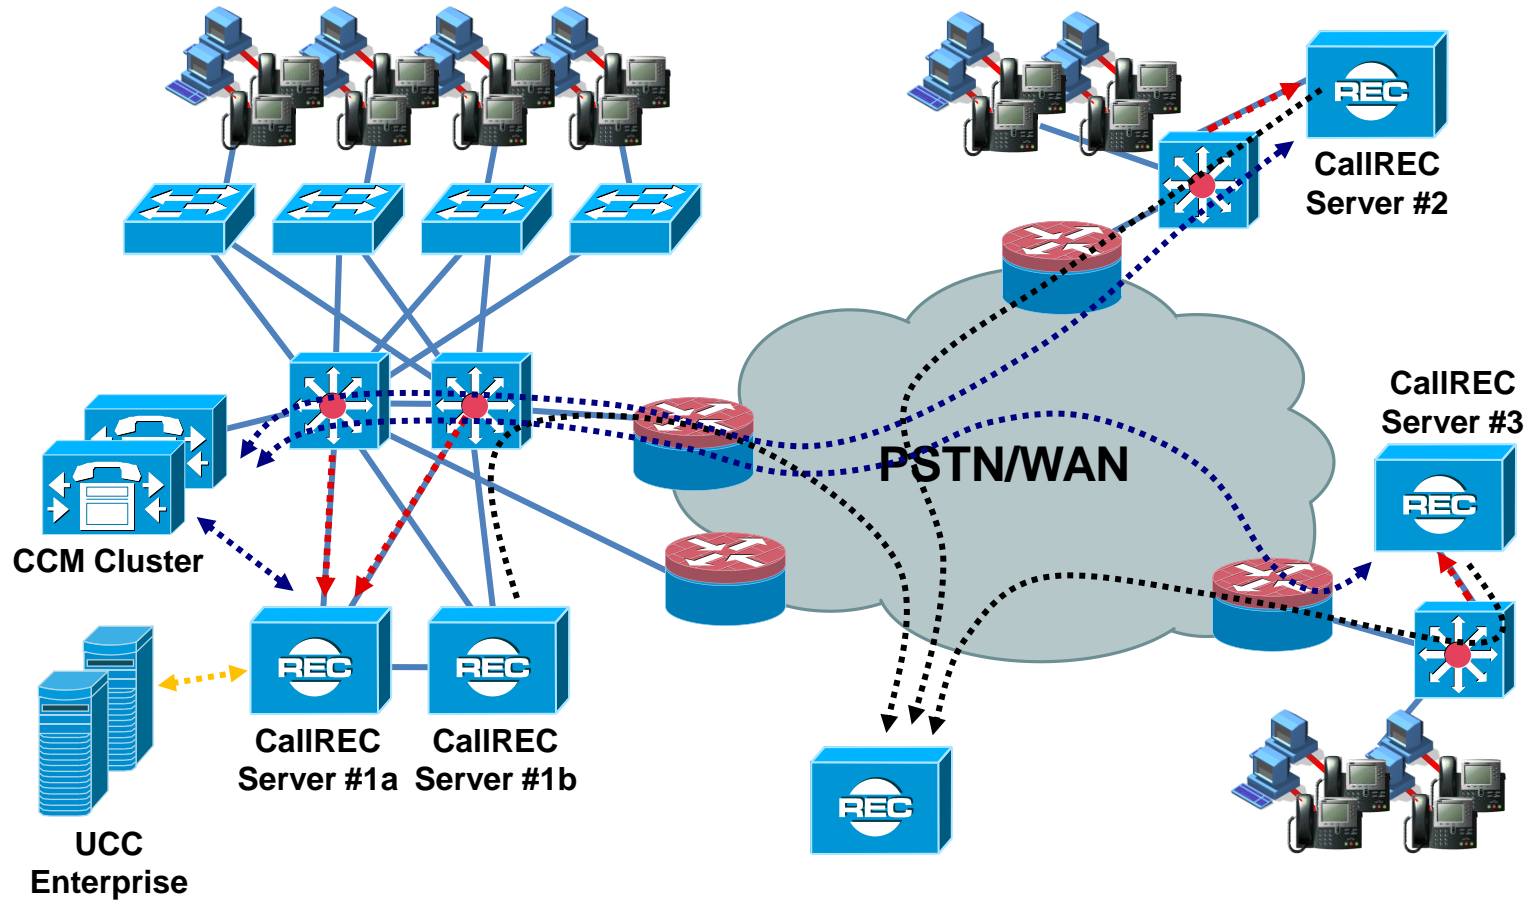 REC
CallREC
Server #2
CallREC
Server #3
PSTN/WAN
REC
CCM Cluster
REC
REC
CallREC
Server #1a
CallREC
Server #1b
REC
UCC
Enterprise